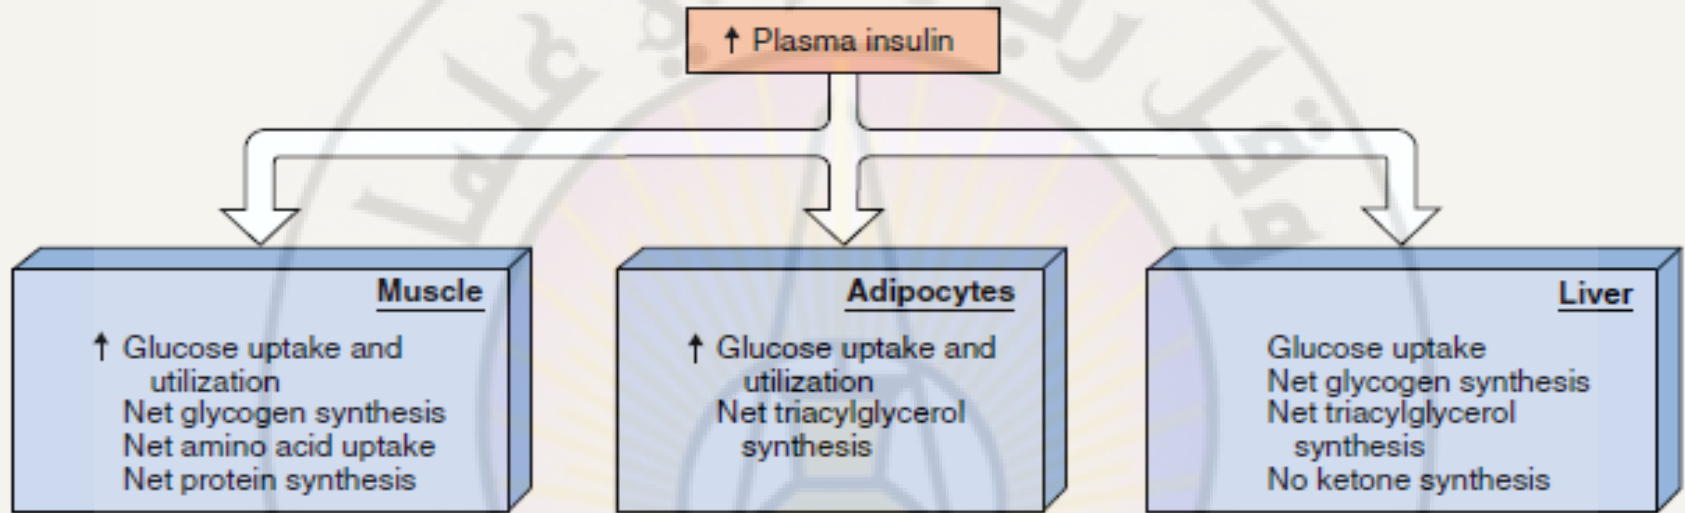 ↑ Plasma insulin
Muscle
↑ Glucose uptake and
utilization
Net glycogen synthesis
Net amino acid uptake
Net protein synthesis
Adipocytes
↑ Glucose uptake and
utilization
Net triacylglycerol
synthesis
Liver
Glucose uptake
Net glycogen synthesis
Net triacylglycerol
synthesis
No ketone synthesis